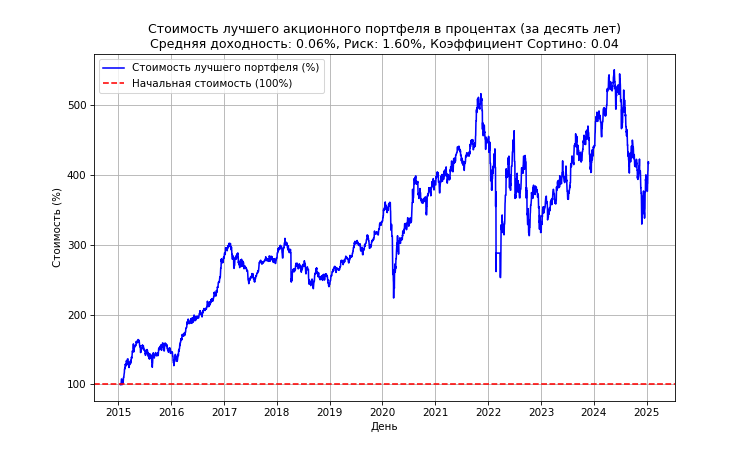 Стоимость лучшего акционного портфеля в процентах (за десять лет)
Средняя доходность: 0.06%, Риск: 1.60%, Коэффициент Сортино: 0.04
Стоимость лучшего портфеля (%)
Начальная стоимость (100%)
Стоимость (%)
500
400
300
200
100
2015 2016 2017 2018 2019 2020 2021 2022 2023 2024 2025
День